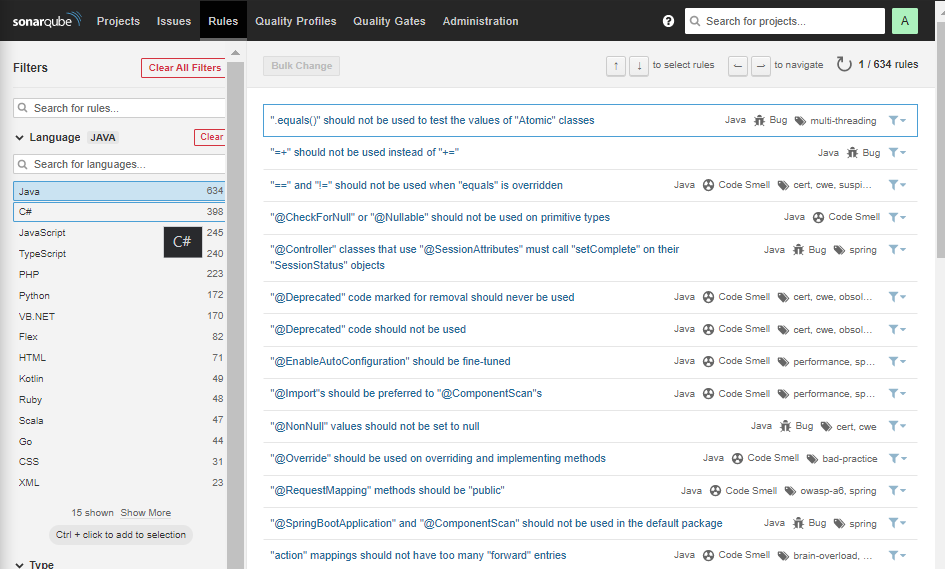 sonarqube Projects Issues Rules Quality Profiles Quality Gates Administration ? Search for projects... A
Filters Clear All Filters
Search for rules...
Language JAVA Clear
Search for languages...
Java 634
C# 398
JavaScript 245
TypeScript 240
C#
PHP 223
Python 172
VB.NET 170
Flex 82
HTML 71
Kotlin 49
Ruby 48
Scala 47
Go 44
CSS 31
XML 23
15 shown Show More
Ctrl + click to add to selection
Type
Bulk Change ↑ ↓ to select rules ← → to navigate 1 / 634 rules
".equals()" should not be used to test the values of "Atomic" classes Java Bug multi-threading
"=+" should not be used instead of "+=" Java Bug
"==" and "!=" should not be used when "equals" is overridden Java Code Smell cert, cwe, suspi...
"@CheckForNull" or "@Nullable" should not be used on primitive types Java Code Smell
"@Controller" classes that use "@SessionAttributes" must call "setComplete" on their Java Bug spring
"SessionStatus" objects
"@Deprecated" code marked for removal should never be used Java Code Smell cert, cwe, obsol...
"@Deprecated" code should not be used Java Code Smell cert, cwe, obsol...
"@EnableAutoConfiguration" should be fine-tuned Java Code Smell performance, sp...
"@Import"s should be preferred to "@ComponentScan"s Java Code Smell performance, sp...
"@NonNull" values should not be set to null Java Bug cert, cwe
"@Override" should be used on overriding and implementing methods Java Code Smell bad-practice
"@RequestMapping" methods should be "public" Java Code Smell owasp-a6, spring
"@SpringBootApplication" and "@ComponentScan" should not be used in the default package Java Bug spring
"action" mappings should not have too many "forward" entries Java Code Smell brain-overload, ...